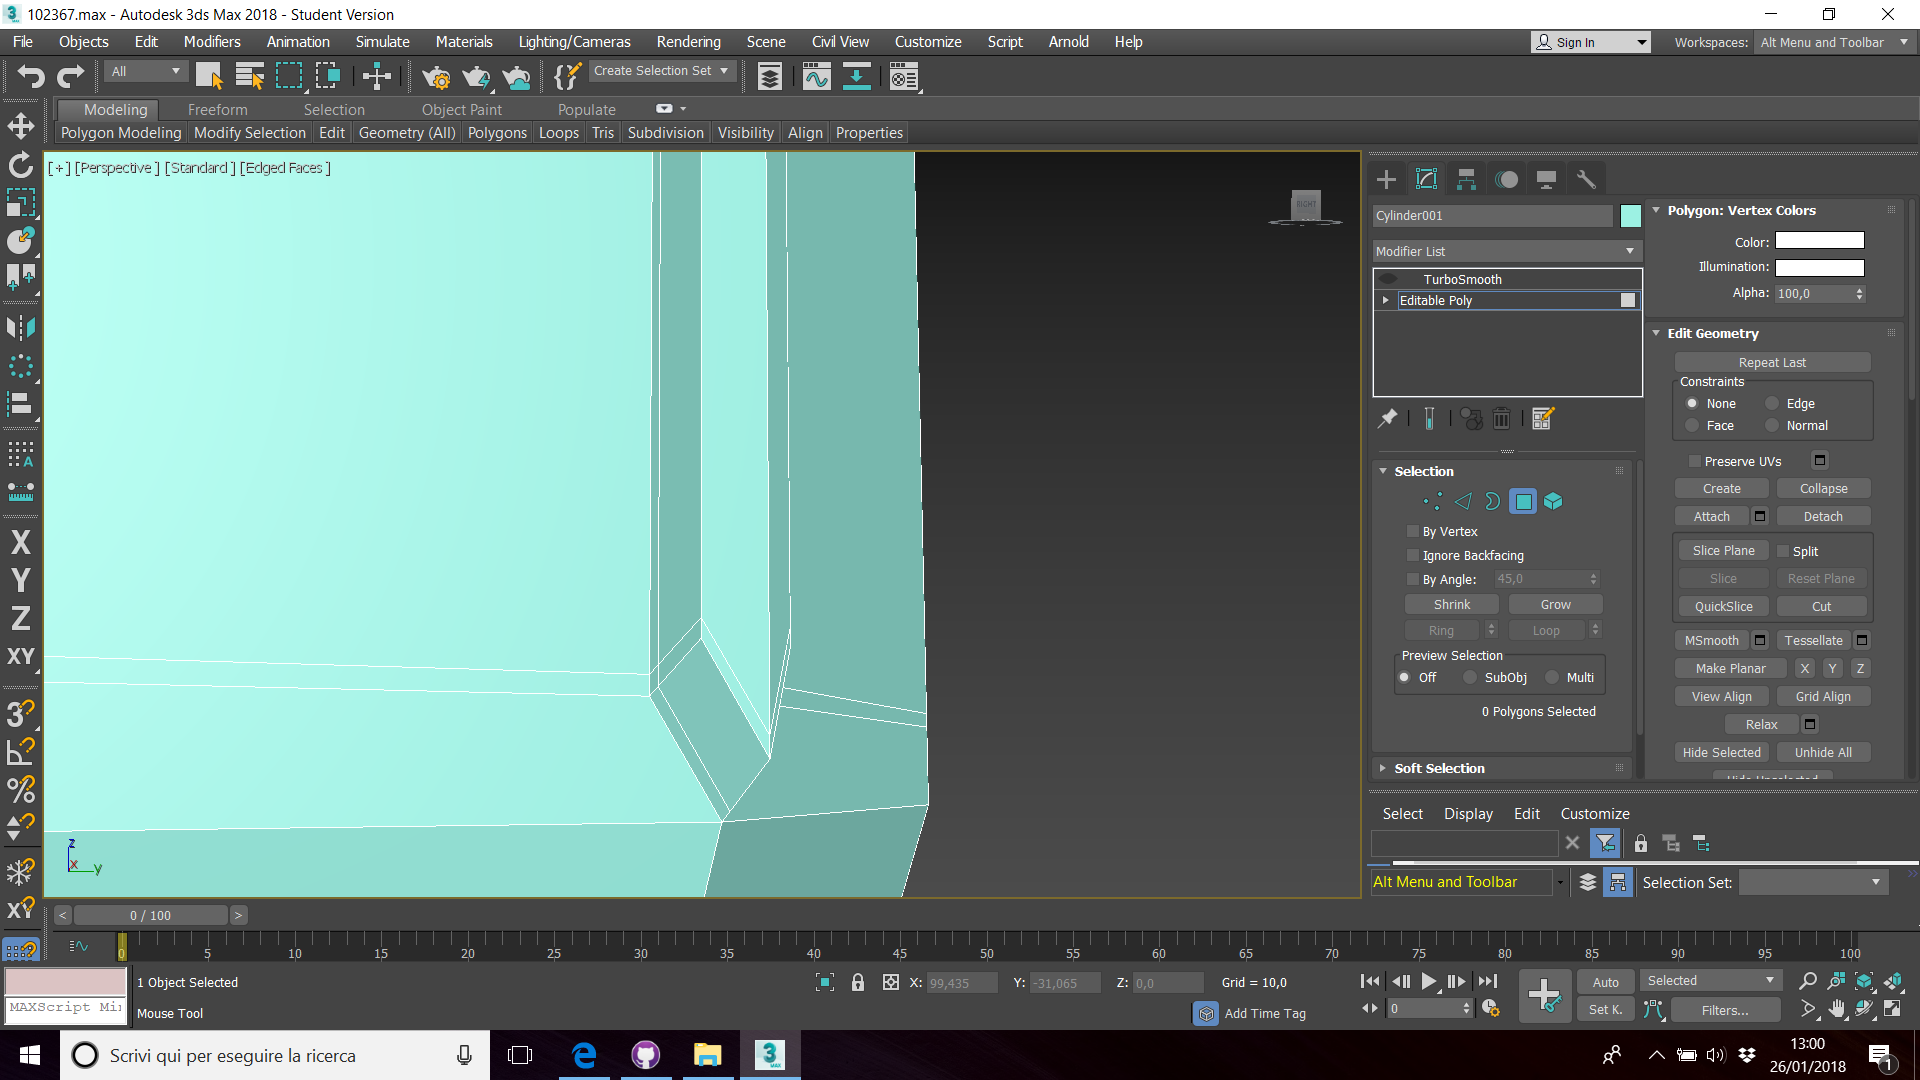 102367.max - Autodesk 3ds Max 2018 - Student Version
File Objects Edit Modifiers Animation Simulate Materials Lighting/Cameras Rendering Scene Civil View Customize Script Arnold Help
Sign In
Workspaces: Alt Menu and Toolbar
All
Create Selection Set
Modeling Freeform Selection Object Paint Populate
Polygon Modeling Modify Selection Edit Geometry (All) Polygons Loops Tris Subdivision Visibility Align Properties
[ + ] [Perspective ] [Standard ] [Edged Faces ]
RIGHT
X
Y
Z
XY
3
%
XY
z
x
y
Cylinder001
Modifier List
TurboSmooth
Editable Poly
Selection
By Vertex
Ignore Backfacing
By Angle: 45,0
Shrink Grow
Ring Loop
Preview Selection
Off SubObj Multi
0 Polygons Selected
Soft Selection
Polygon: Vertex Colors
Color:
Illumination:
Alpha: 100,0
Edit Geometry
Repeat Last
Constraints
None Edge
Face Normal
Preserve UVs
Create Collapse
Attach Detach
Slice Plane Split
Slice Reset Plane
QuickSlice Cut
MSmooth Tessellate
Make Planar X Y Z
View Align Grid Align
Relax
Hide Selected Unhide All
Hide Unselected
Select Display Edit Customize
Alt Menu and Toolbar
Selection Set:
< 0 / 100 >
0 5 10 15 20 25 30 35 40 45 50 55 60 65 70 75 80 85 90 95 100
1 Object Selected
X: 99,435 Y: -31,065 Z: 0,0 Grid = 10,0
MAXScript Mi
Mouse Tool
Add Time Tag
0
Auto Selected
Set K. Filters...
Scrivi qui per eseguire la ricerca
3
MAX
13:00
26/01/2018
1